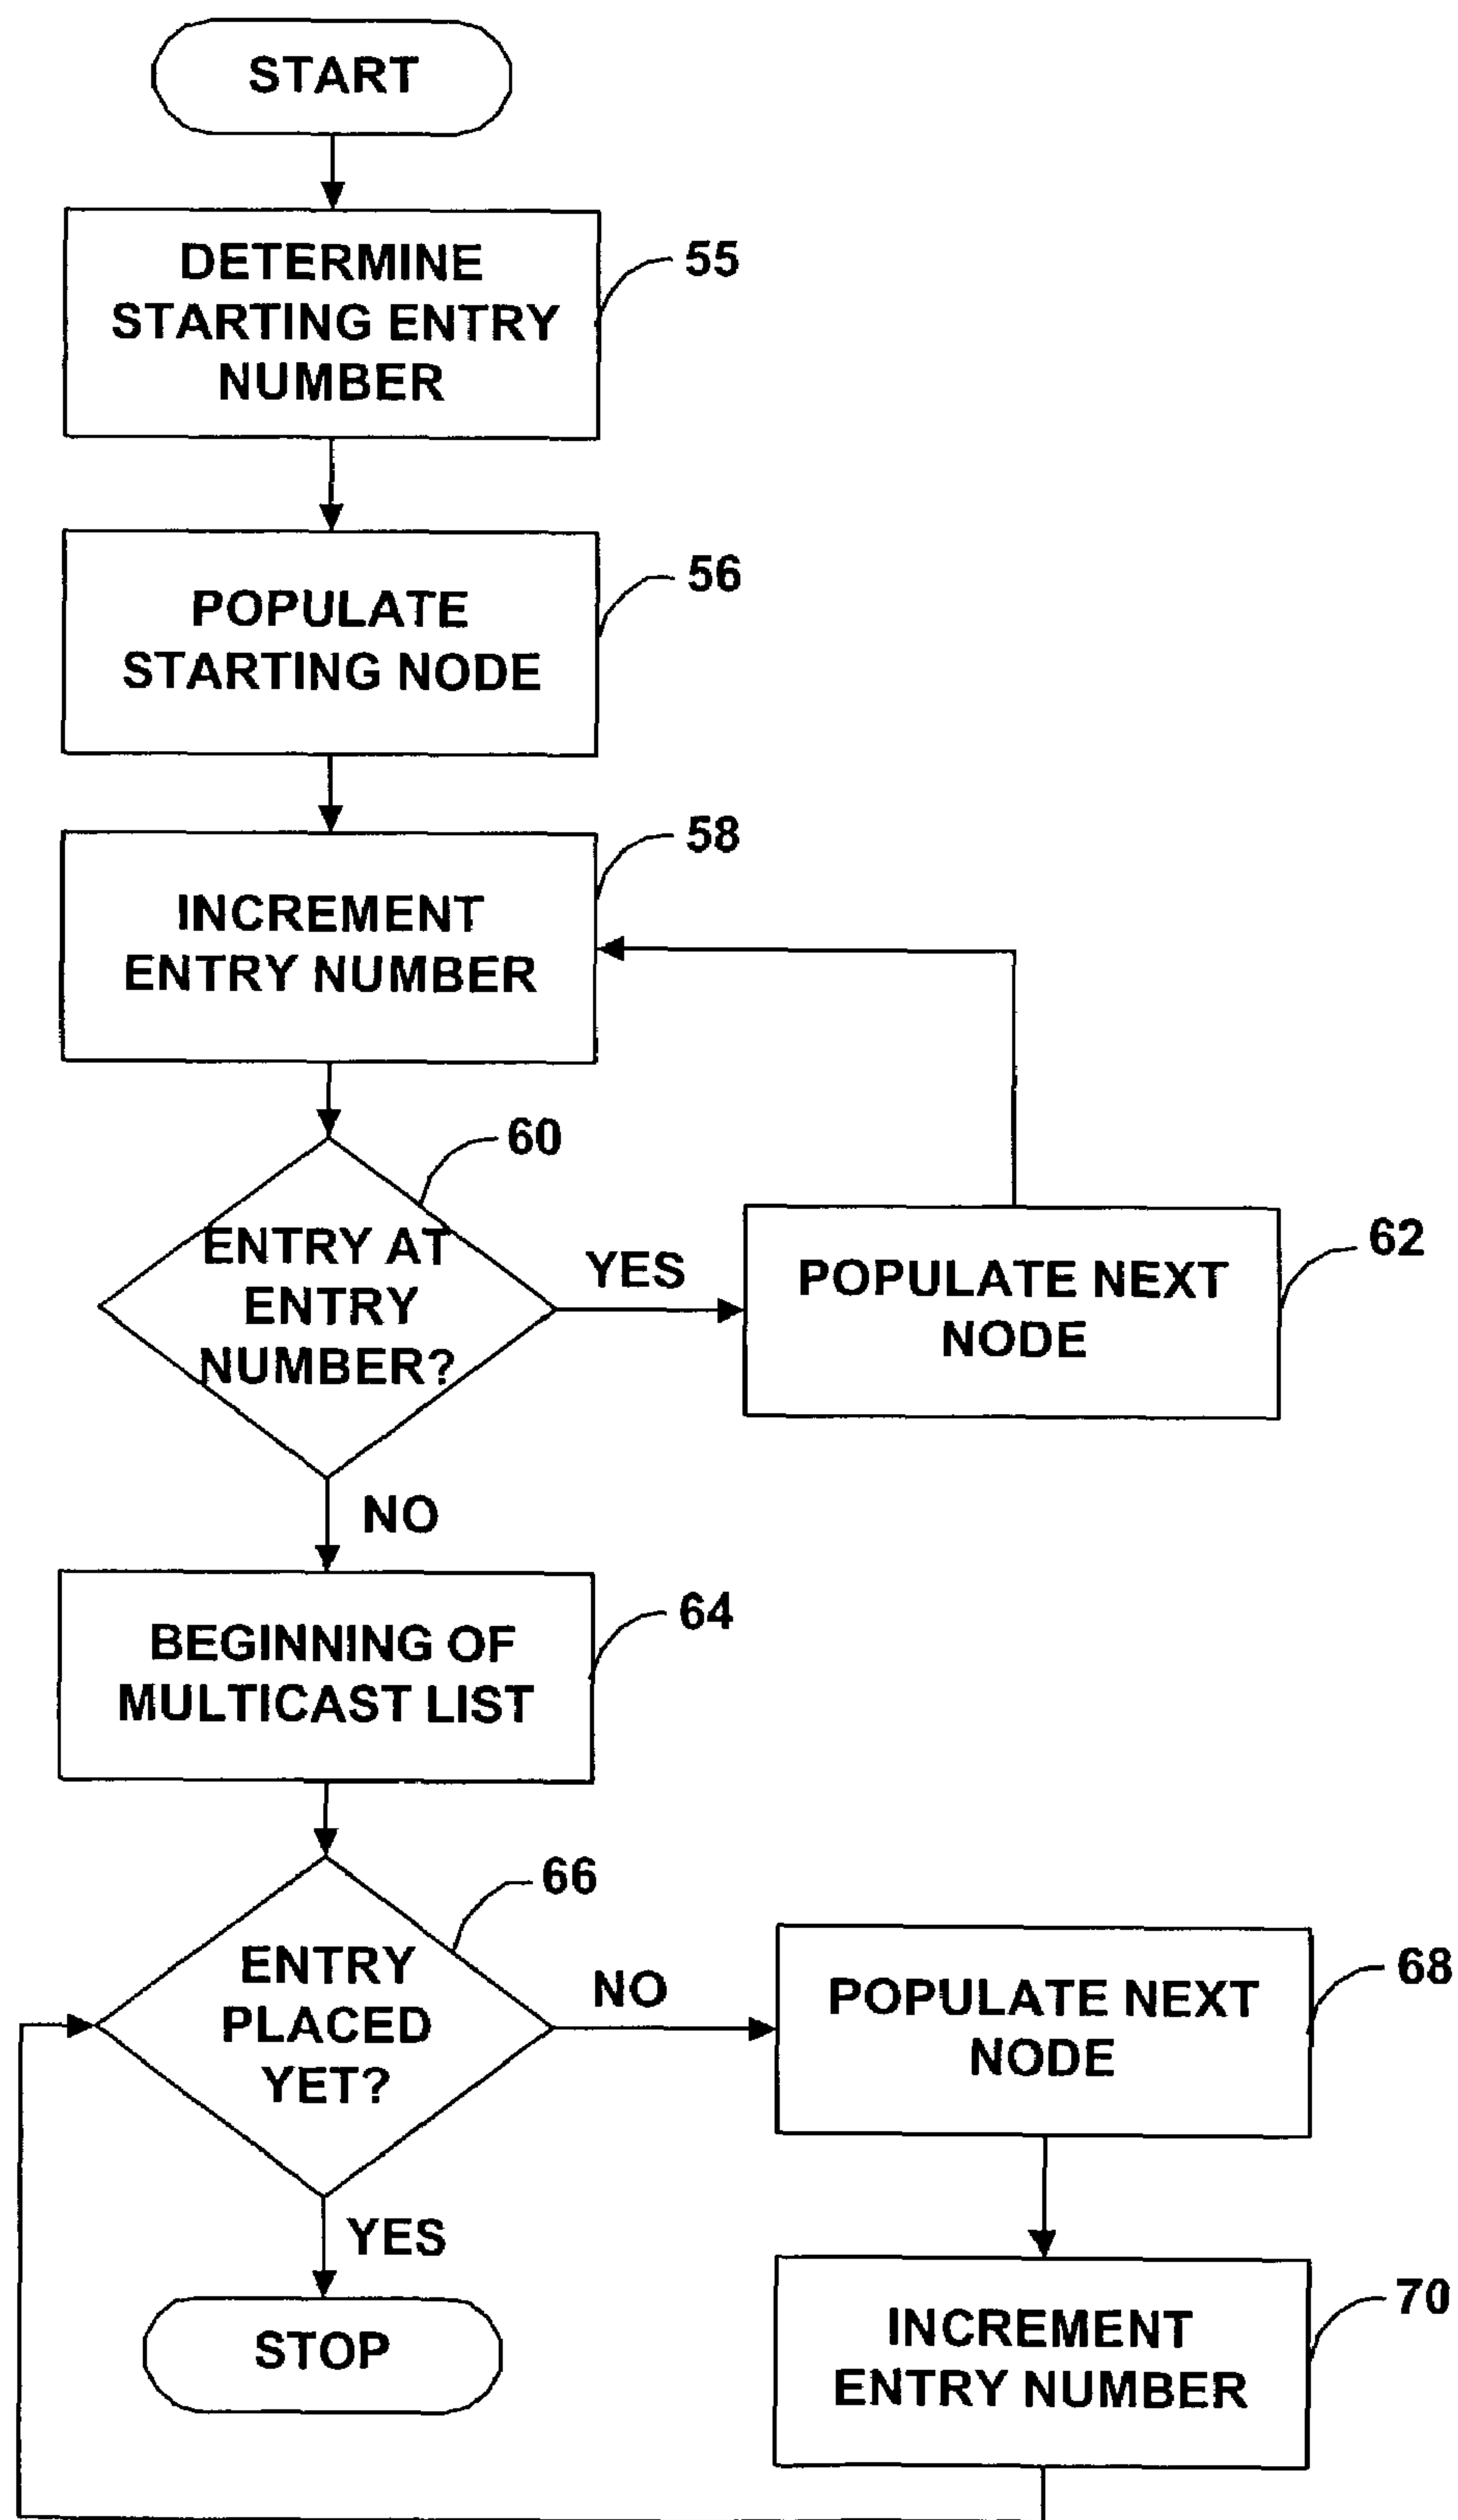 START
DETERMINE
STARTING ENTRY
NUMBER
55
POPULATE
STARTING NODE
56
INCREMENT
ENTRY NUMBER
58
ENTRY AT
ENTRY
NUMBER?
60
YES
POPULATE NEXT
NODE
62
NO
BEGINNING OF
MULTICAST LIST
64
ENTRY
PLACED
YET?
66
NO
POPULATE NEXT
NODE
68
YES
STOP
INCREMENT
ENTRY NUMBER
70